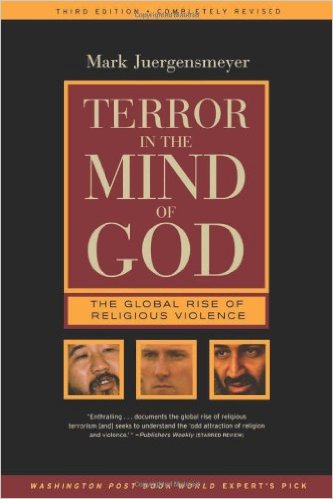 THIRD EDITION • COMPLETELY REVISED
Mark Juergensmeyer
TERROR
IN THE
MIND
OF
GOD
THE GLOBAL RISE OF
RELIGIOUS VIOLENCE
"Enthralling . . . documents the global rise of religious
terrorism [and] seeks to understand the 'odd attraction of religion
and violence.' " —Publishers Weekly (STARRED REVIEW)
WASHINGTON POST BOOK WORLD EXPERT'S PICK